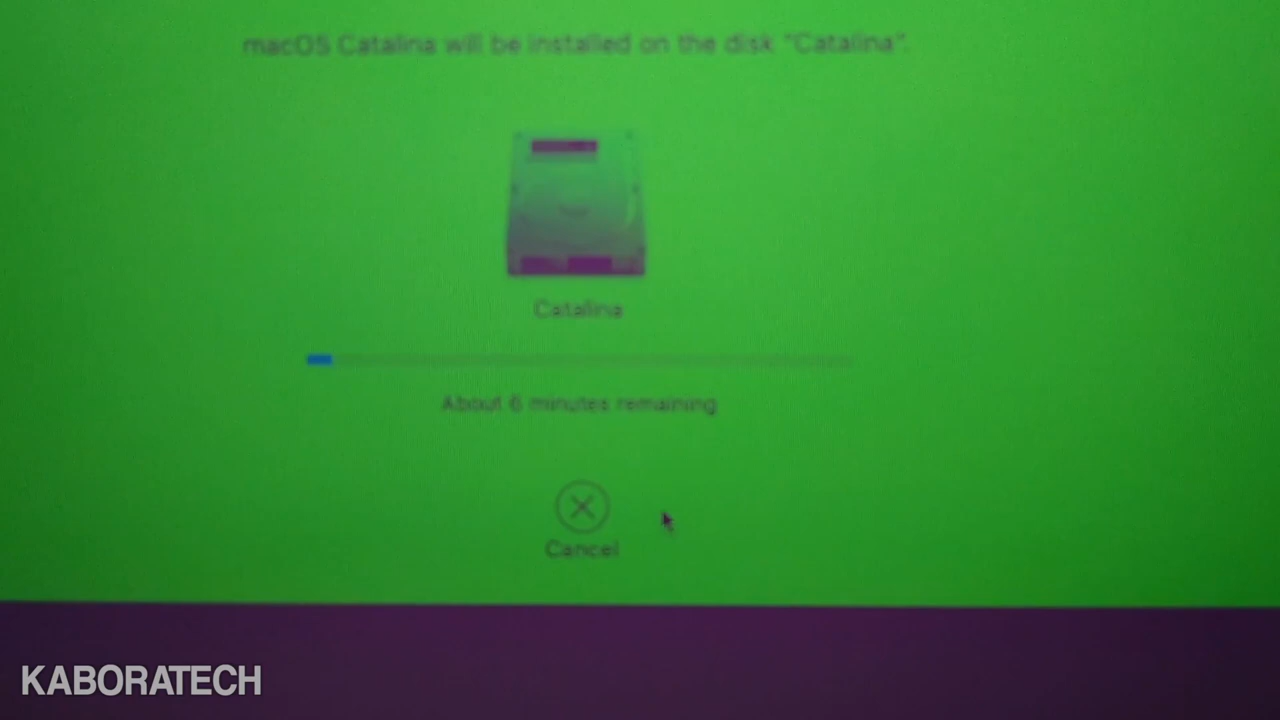 macOS Catalina will be installed on the disk "Catalina".
Catalina
About 6 minutes remaining
Cancel
KABORATECH